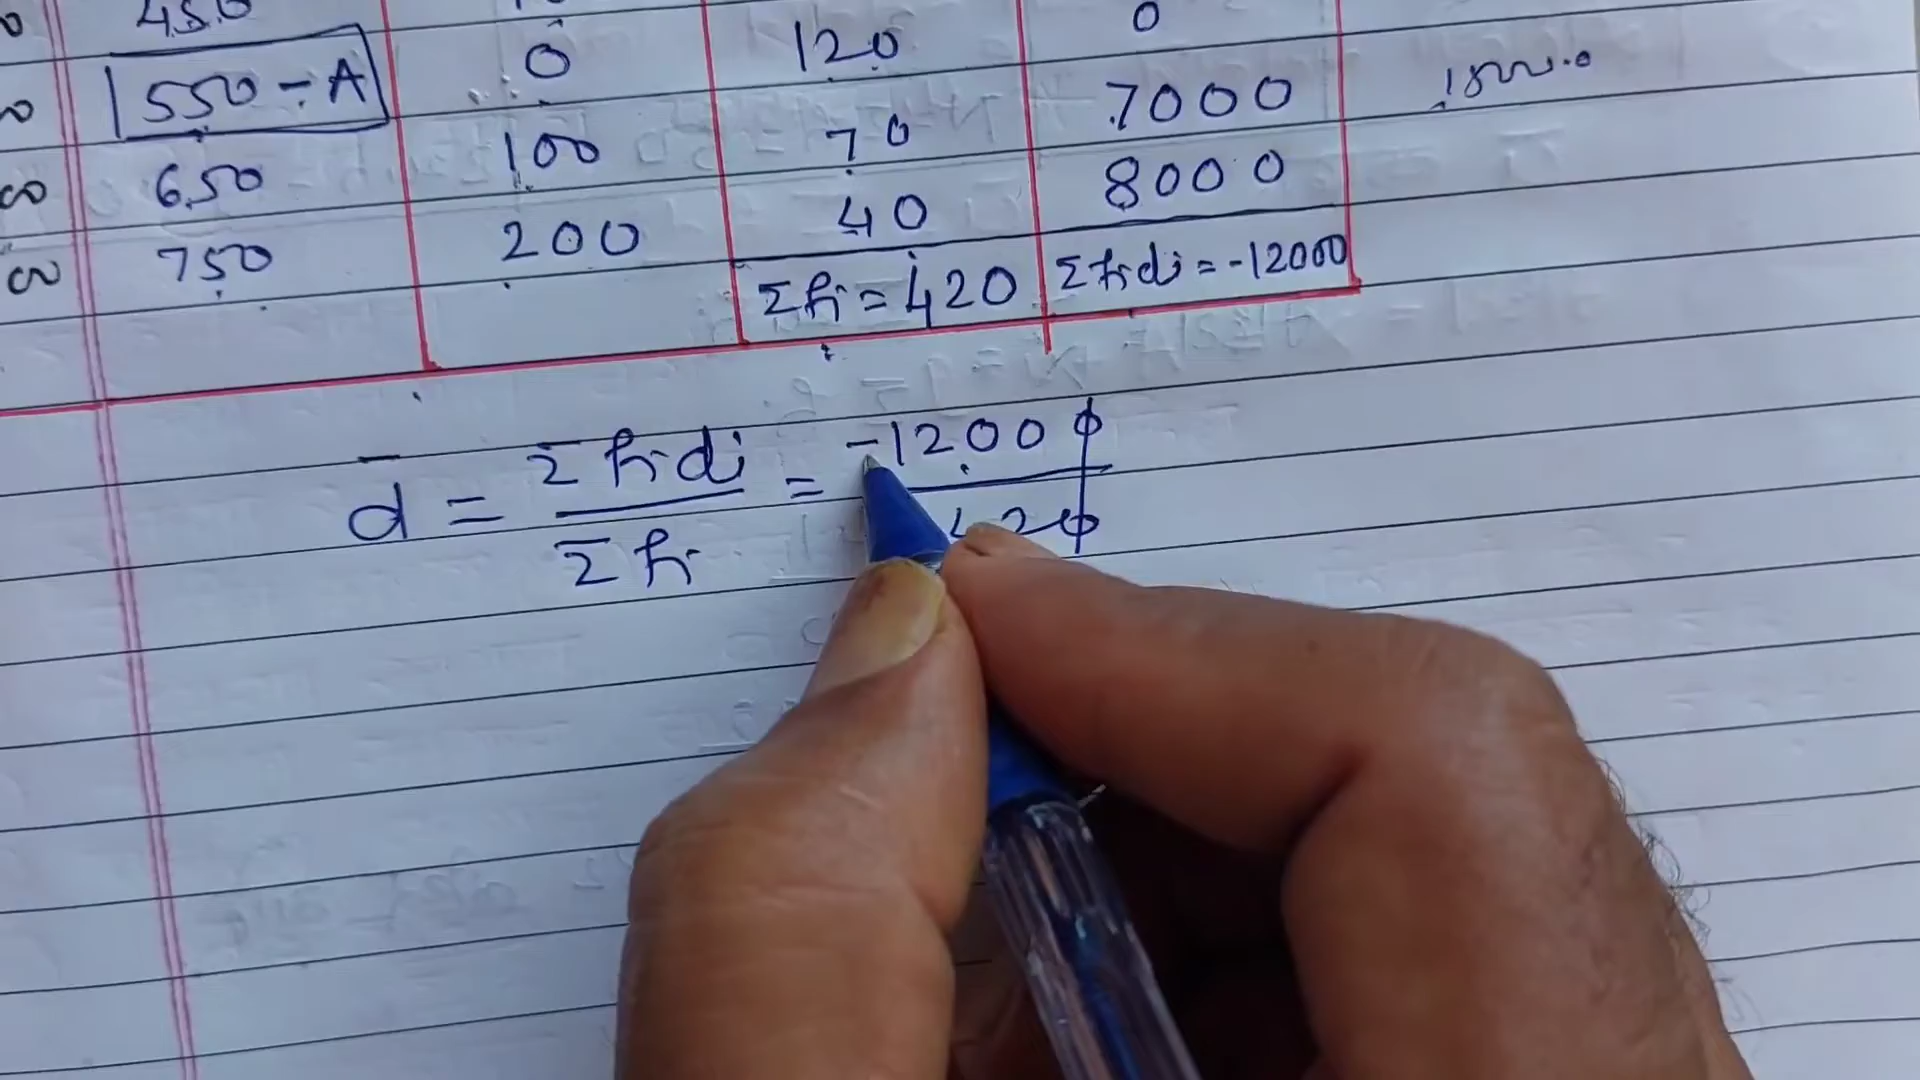 450
550-A 0 120 0
650 100 70 7000
750 200 40 8000
Σfi = 420 Σfidi = -12000
d̄ = Σfidi / Σfi = -12000 / 420